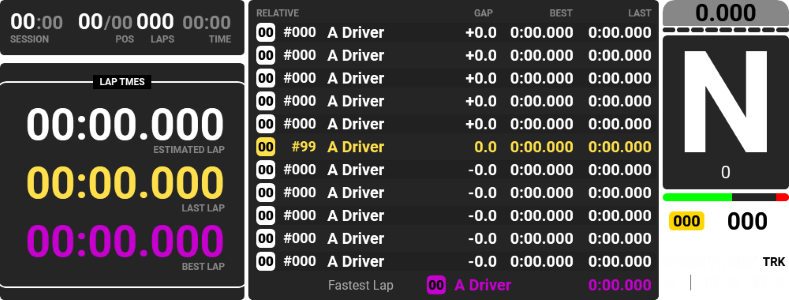 00:00 00/00 000 00:00
SESSION POS LAPS TIME
LAP TMES
00:00.000
ESTIMATED LAP
00:00.000
LAST LAP
00:00.000
BEST LAP
RELATIVE GAP BEST LAST
00 #000 A Driver +0.0 0:00.000 0:00.000
00 #000 A Driver +0.0 0:00.000 0:00.000
00 #000 A Driver +0.0 0:00.000 0:00.000
00 #000 A Driver +0.0 0:00.000 0:00.000
00 #000 A Driver +0.0 0:00.000 0:00.000
00 #99 A Driver 0.0 0:00.000 0:00.000
00 #000 A Driver -0.0 0:00.000 0:00.000
00 #000 A Driver -0.0 0:00.000 0:00.000
00 #000 A Driver -0.0 0:00.000 0:00.000
00 #000 A Driver -0.0 0:00.000 0:00.000
00 #000 A Driver -0.0 0:00.000 0:00.000
Fastest Lap 00 A Driver 0:00.000
0.000
N
0
000 000
TRK